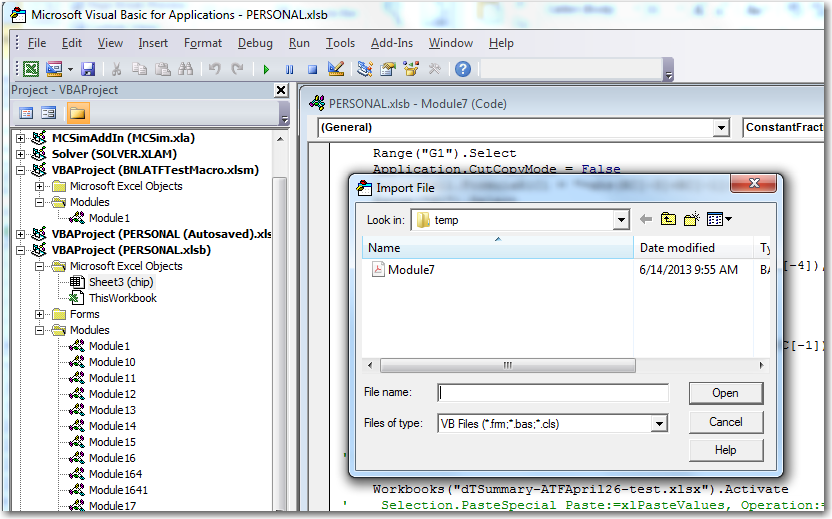 Microsoft Visual Basic for Applications - PERSONAL.xlsb
File Edit View Insert Format Debug Run Tools Add-Ins Window Help
Project - VBAProject
MCSimAddIn (MCSim.xla)
Solver (SOLVER.XLAM)
VBAProject (BNLATFTestMacro.xlsm)
Microsoft Excel Objects
Modules
Module1
VBAProject (PERSONAL (Autosaved).xls
VBAProject (PERSONAL.xlsb)
Microsoft Excel Objects
Sheet3 (chip)
ThisWorkbook
Forms
Modules
Module1
Module10
Module11
Module12
Module13
Module14
Module15
Module16
Module164
Module1641
Module17
PERSONAL.xlsb - Module7 (Code)
(General) ConstantFract
Range("G1").Select
Application.CutCopyMode = False
Import File
Look in: temp
Name Date modified Ty
Module7 6/14/2013 9:55 AM BA
[-4]),
C[-1])
File name: Open
Files of type: VB Files (*.frm;*.bas;*.cls) Cancel
Help
'
Workbooks("dTSummary-ATFApril26-test.xlsx").Activate
' Selection.PasteSpecial Paste:=xlPasteValues, Operation:=